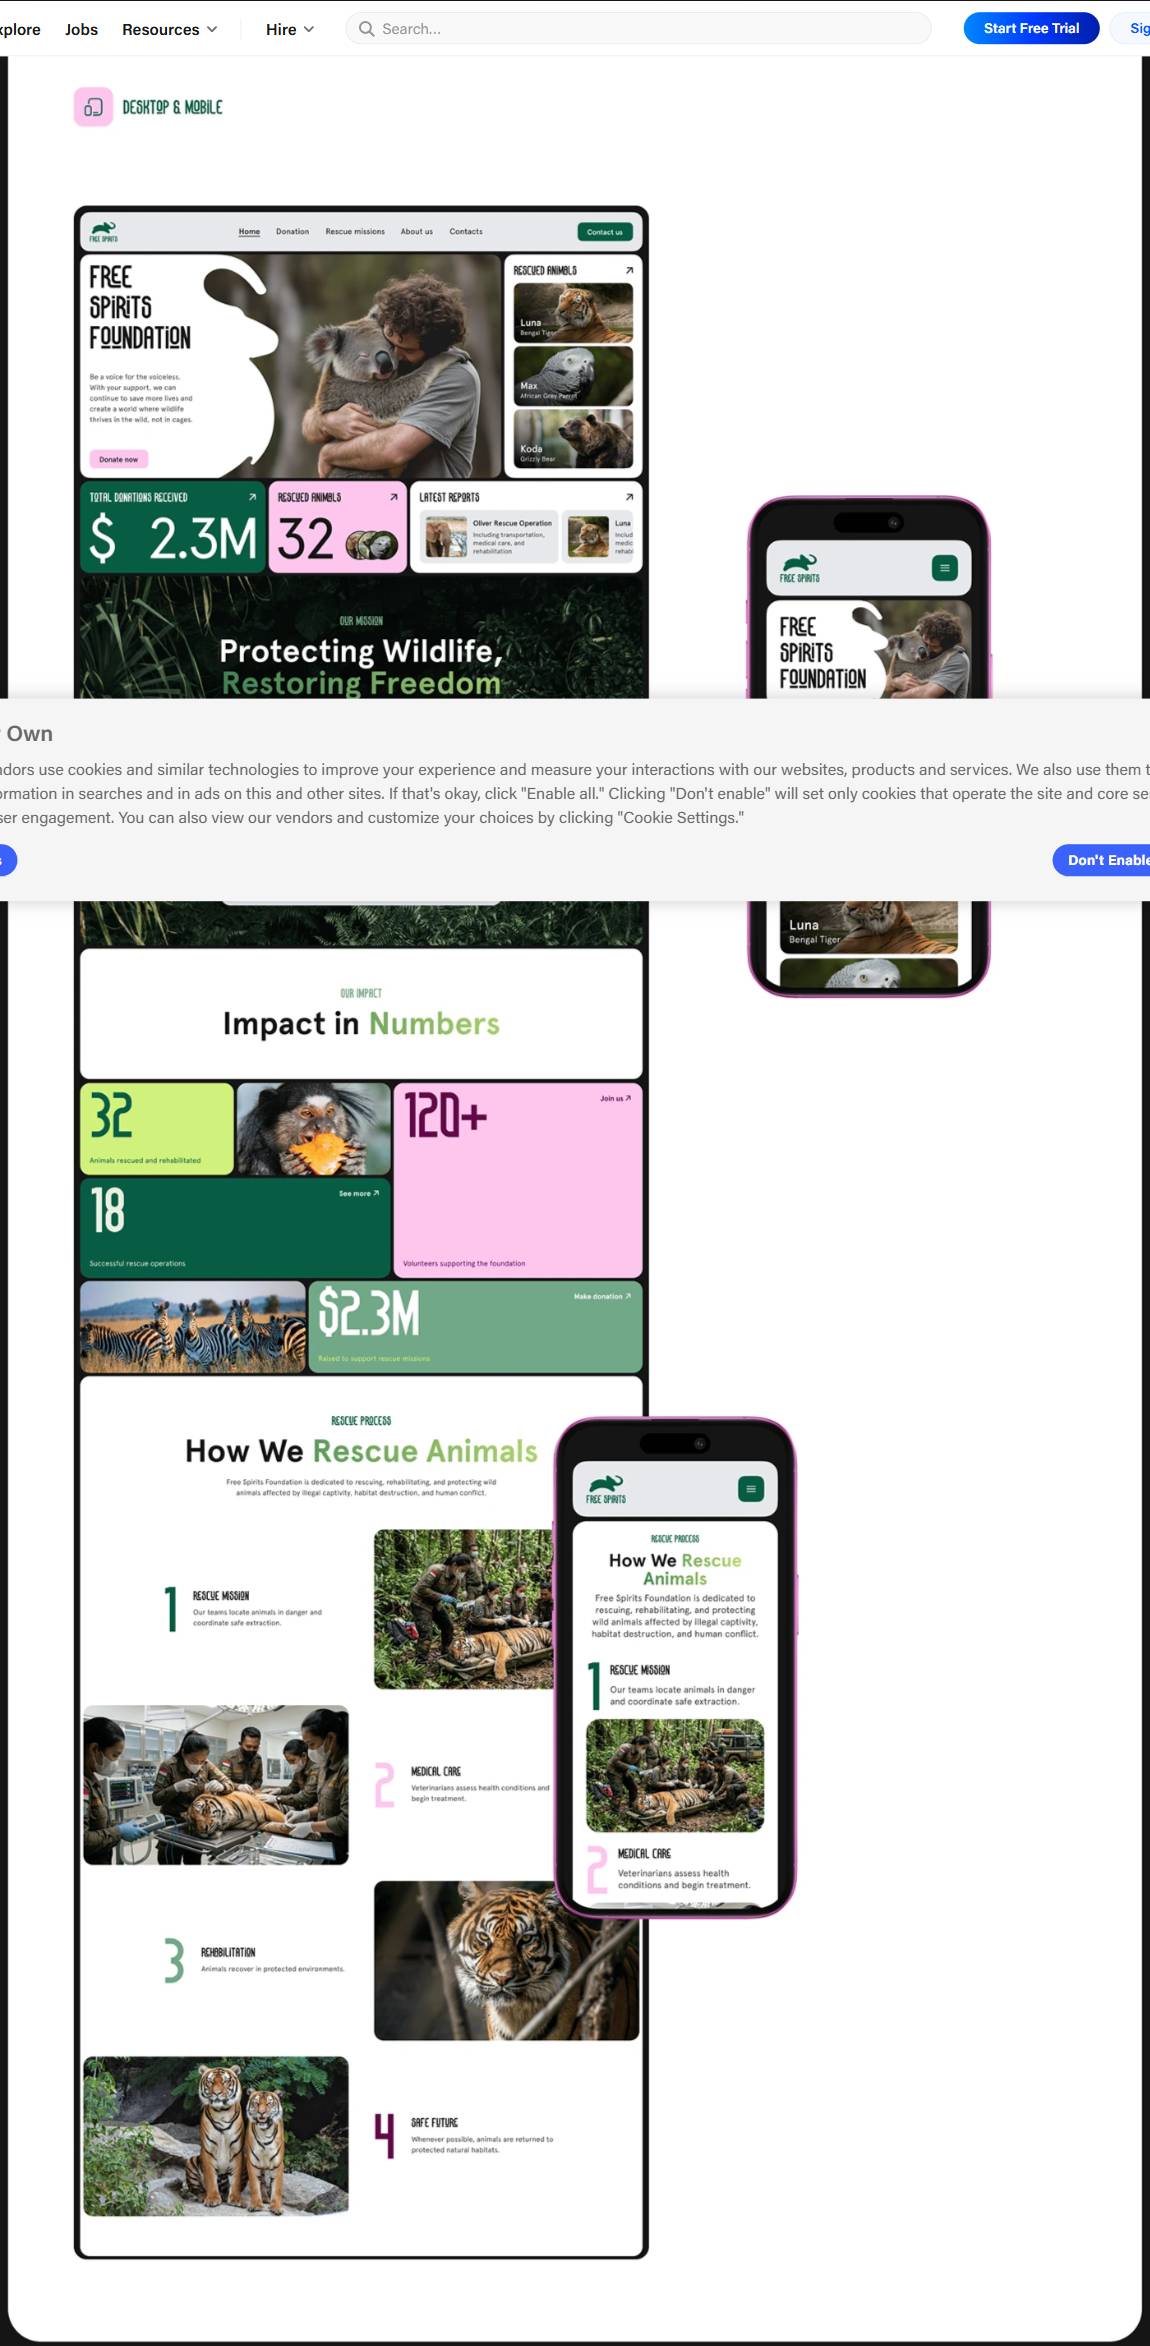 xplore
Jobs
Resources
Hire
Search...
Start Free Trial
Sig
DESKTOP & MOBILE
FREE SPIRITS
Home
Donation
Rescue missions
About us
Contacts
Contact us
FREE
SPIRITS
FOUNDATION
Be a voice for the voiceless.
With your support, we can
continue to save more lives and
create a world where wildlife
thrives in the wild, not in cages.
Donate now
RESCUED ANIMALS
Luna
Bengal Tiger
Max
African Grey Parrot
Koda
Grizzly Bear
TOTAL DONATIONS RECEIVED
$ 2.3M
RESCUED ANIMALS
32
LATEST REPORTS
Oliver Rescue Operation
Including transportation,
medical care, and
rehabilitation
Luna
Includ
medic
rehabi
OUR MISSION
Protecting Wildlife,
Restoring Freedom
FREE SPIRITS
FREE
SPIRITS
FOUNDATION
Own
ndors use cookies and similar technologies to improve your experience and measure your interactions with our websites, products and services. We also use them t
ormation in searches and in ads on this and other sites. If that's okay, click "Enable all." Clicking "Don't enable" will set only cookies that operate the site and core se
ser engagement. You can also view our vendors and customize your choices by clicking "Cookie Settings."
s
Don't Enable
Luna
Bengal Tiger
OUR IMPACT
Impact in Numbers
32
Animals rescued and rehabilitated
120+
Join us
Volunteers supporting the foundation
18
See more
Successful rescue operations
$2.3M
Make donation
Raised to support rescue missions
RESCUE PROCESS
How We Rescue Animals
Free Spirits Foundation is dedicated to rescuing, rehabilitating, and protecting wild
animals affected by illegal captivity, habitat destruction, and human conflict.
1
RESCUE MISSION
Our teams locate animals in danger and
coordinate safe extraction.
2
MEDICAL CARE
Veterinarians assess health conditions and
begin treatment.
3
REHABILITATION
Animals recover in protected environments.
4
SAFE FUTURE
Whenever possible, animals are returned to
protected natural habitats.
FREE SPIRITS
RESCUE PROCESS
How We Rescue
Animals
Free Spirits Foundation is dedicated to
rescuing, rehabilitating, and protecting
wild animals affected by illegal captivity,
habitat destruction, and human conflict.
1
RESCUE MISSION
Our teams locate animals in danger
and coordinate safe extraction.
2
MEDICAL CARE
Veterinarians assess health
conditions and begin treatment.